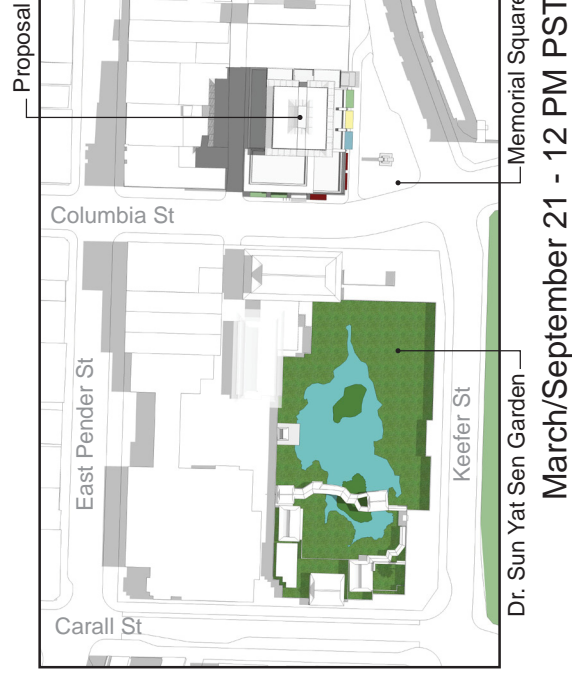 Proposal
Memorial Square
Columbia St
East Pender St
Keefer St
Carall St
Dr. Sun Yat Sen Garden
March/September 21 - 12 PM PST